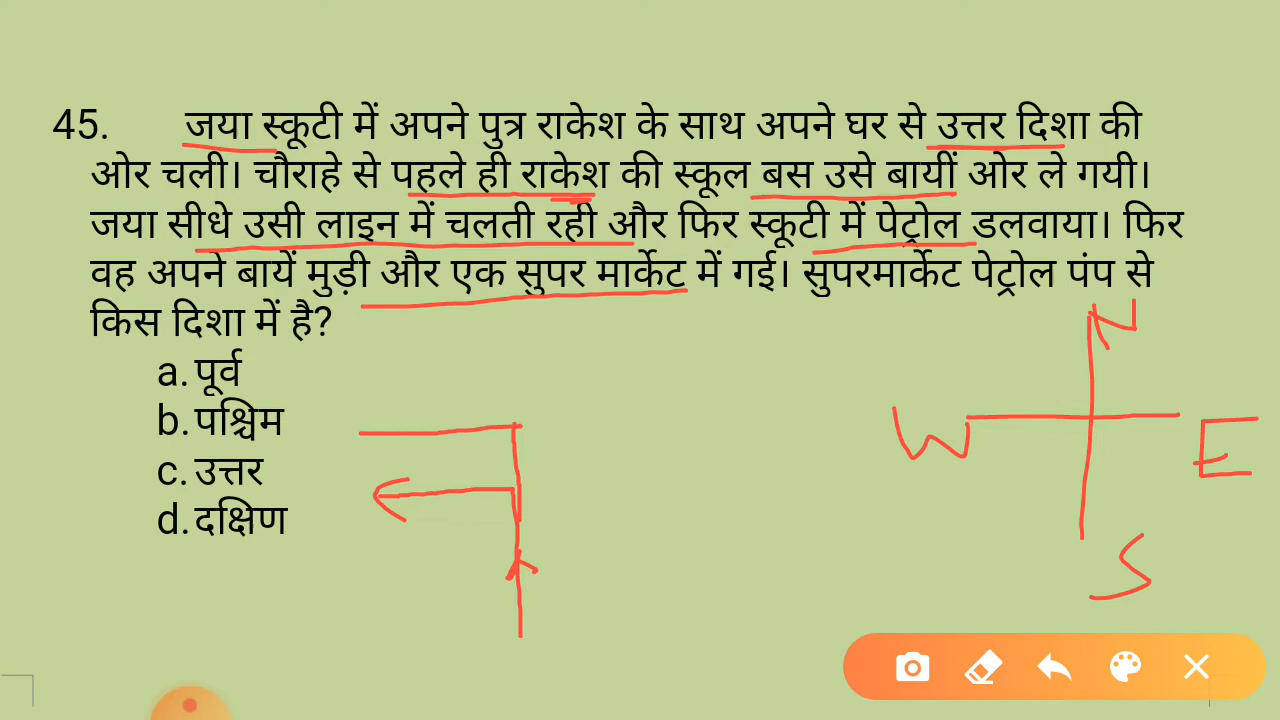 45. जया स्कूटी में अपने पुत्र राकेश के साथ अपने घर से उत्तर दिशा की
ओर चली। चौराहे से पहले ही राकेश की स्कूल बस उसे बायीं ओर ले गयी।
जया सीधे उसी लाइन में चलती रही और फिर स्कूटी में पेट्रोल डलवाया। फिर
वह अपने बायें मुड़ी और एक सुपर मार्केट में गई। सुपरमार्केट पेट्रोल पंप से
किस दिशा में है?
a. पूर्व
b. पश्चिम
c. उत्तर
d. दक्षिण
N
W
E
S